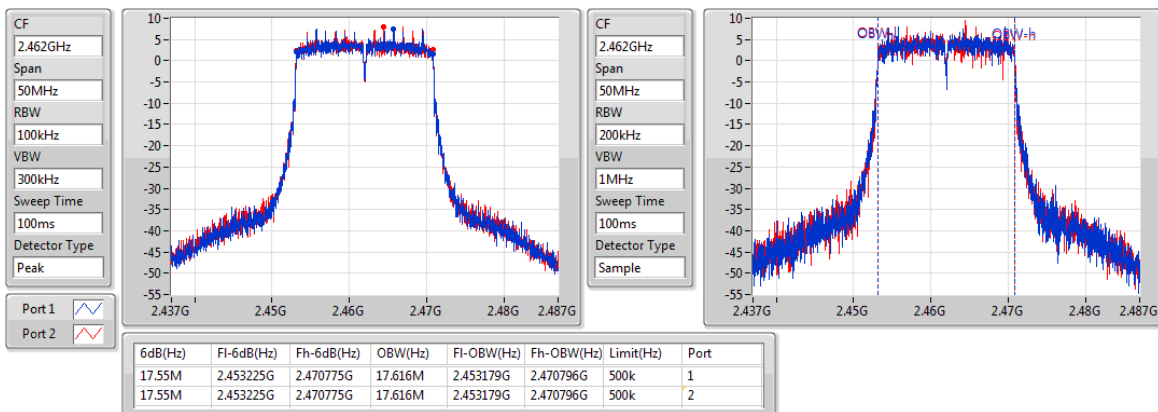 CF
2.462GHz
Span
50MHz
RBW
100kHz
VBW
300kHz
Sweep Time
100ms
Detector Type
Peak
Port 1
Port 2
10
5
0
-5
-10
-15
-20
-25
-30
-35
-40
-45
-50
-55
2.437G 2.45G 2.46G 2.47G 2.48G 2.487G
CF
2.462GHz
Span
50MHz
RBW
200kHz
VBW
1MHz
Sweep Time
100ms
Detector Type
Sample
10
5
0
-5
-10
-15
-20
-25
-30
-35
-40
-45
-50
-55
OBW-h
2.437G 2.45G 2.46G 2.47G 2.48G 2.487G
6dB(Hz) Fl-6dB(Hz) Fh-6dB(Hz) OBW(Hz) Fl-OBW(Hz) Fh-OBW(Hz) Limit(Hz) Port
17.55M 2.453225G 2.470775G 17.616M 2.453179G 2.470796G 500k 1
17.55M 2.453225G 2.470775G 17.616M 2.453179G 2.470796G 500k 2